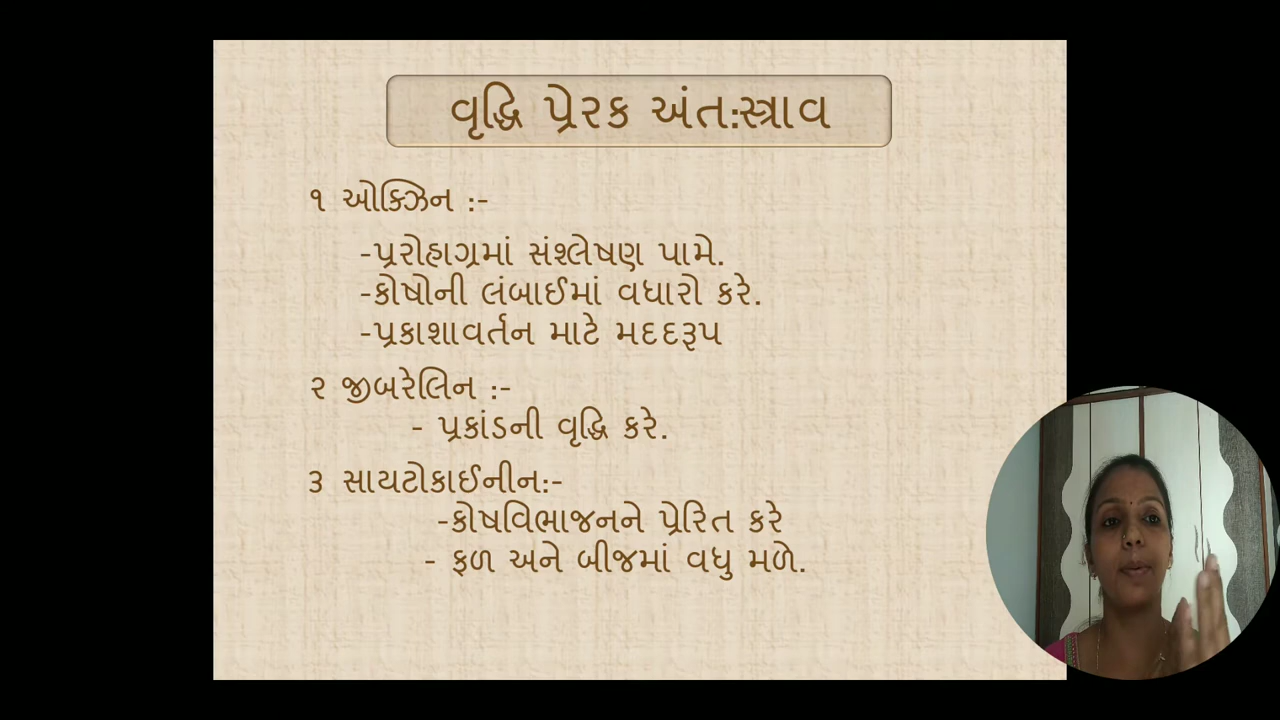 વૃદ્ધિ પ્રેરક અંત:સ્ત્રાવ
૧ ઓક્ઝિન :-
-પ્રરોહાગ્રમાં સંશ્લેષણ પામે.
-કોષોની લંબાઈમાં વધારો કરે.
-પ્રકાશાવર્તન માટે મદદરૂપ
૨ જીબરેલિન :-
- પ્રકાંડની વૃદ્ધિ કરે.
૩ સાયટોકાઈનીન:-
-કોષવિભાજનને પ્રેરિત કરે
- ફળ અને બીજમાં વધુ મળે.